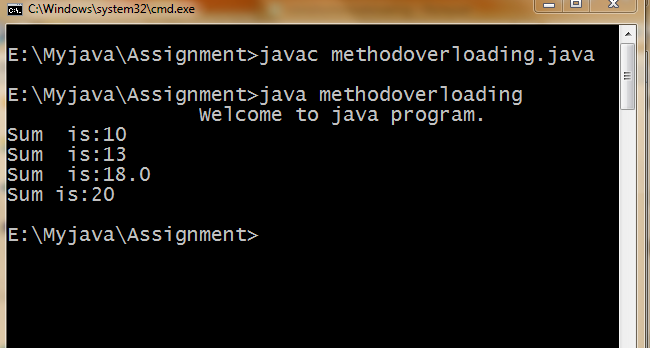 C:\Windows\system32\cmd.exe
E:\Myjava\Assignment>javac methodoverloading.java
E:\Myjava\Assignment>java methodoverloading
Welcome to java program.
Sum  is:10
Sum  is:13
Sum  is:18.0
Sum is:20
E:\Myjava\Assignment>